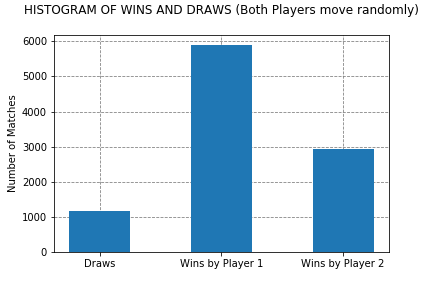 HISTOGRAM OF WINS AND DRAWS (Both Players move randomly)
Number of Matches
6000
5000
4000
3000
2000
1000
0
Draws
Wins by Player 1
Wins by Player 2